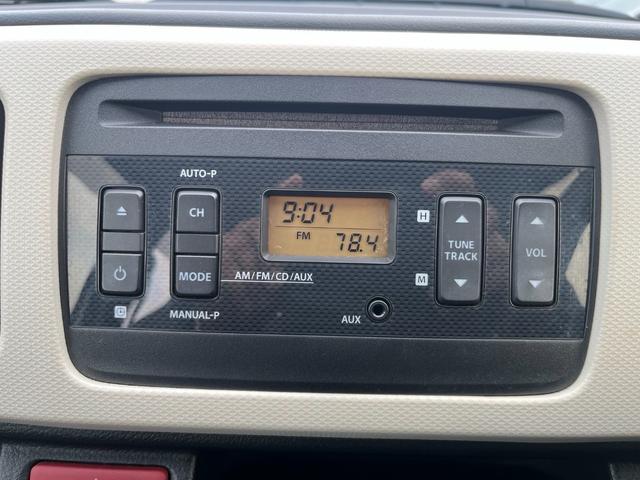 AUTO-P
CH
MODE
MANUAL-P
9:04
FM
78.4
AM/FM/CD/AUX
AUX
H
M
TUNE
TRACK
VOL